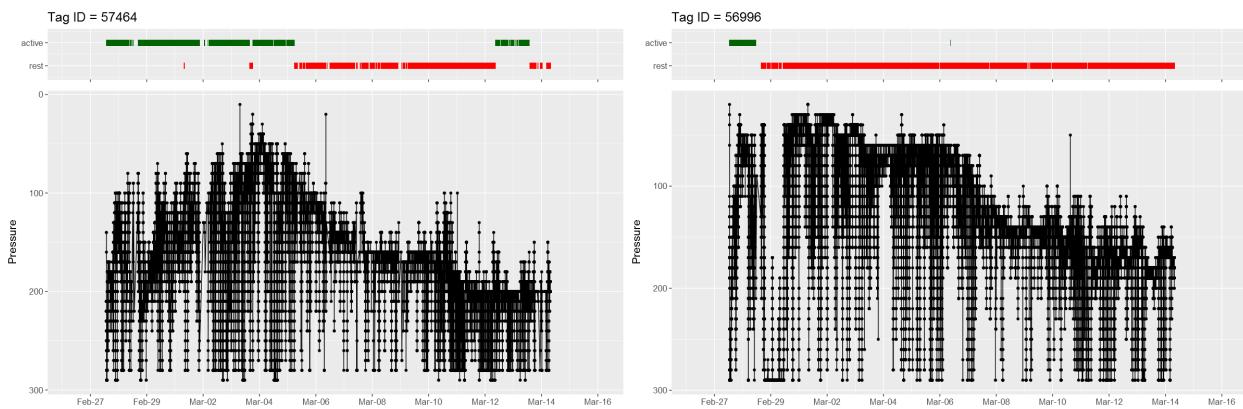 Tag ID = 57464
active
rest
0
100
200
300
Pressure
Feb-27 Feb-29 Mar-02 Mar-04 Mar-06 Mar-08 Mar-10 Mar-12 Mar-14 Mar-16
Tag ID = 56996
active
rest
100
200
300
Pressure
Feb-27 Feb-29 Mar-02 Mar-04 Mar-06 Mar-08 Mar-10 Mar-12 Mar-14 Mar-16